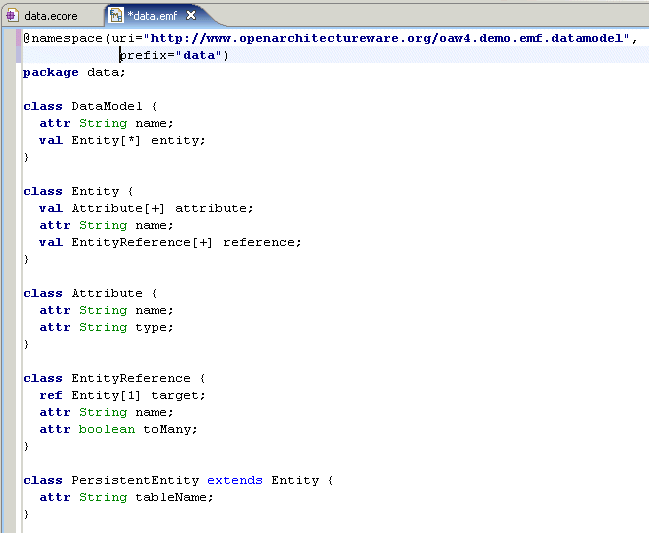 data.ecore *data.emf
@namespace(uri="http://www.openarchitectureware.org/oaw4.demo.emf.datamodel",
prefix="data")
package data;
class DataModel {
attr String name;
val Entity[*] entity;
}
class Entity {
val Attribute[+] attribute;
attr String name;
val EntityReference[+] reference;
}
class Attribute {
attr String name;
attr String type;
}
class EntityReference {
ref Entity[1] target;
attr String name;
attr boolean toMany;
}
class PersistentEntity extends Entity {
attr String tableName;
}